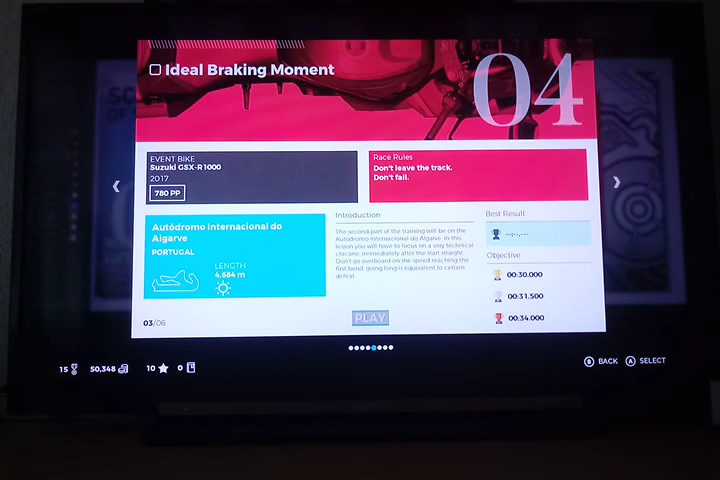 Ideal Braking Moment
04
EVENT BIKE
Suzuki GSX-R1000
2017
780 PP
Race Rules
Don't leave the track.
Don't fall.
Autódromo Internacional do
Algarve
PORTUGAL
LENGTH
4,684 m
Introduction
The second part of the training will be on the
Autódromo Internacional do Algarve. In this
lesson you will have to focus on a very technical
chicane, immediately after the start straight.
Don't go overboard on the speed reaching the
first bend, going long is equivalent to certain
defeat.
Best Result
--:--.---
Objective
00:30.000
00:31.500
00:34.000
03/06
PLAY
15
50,348
10
0
B BACK
A SELECT